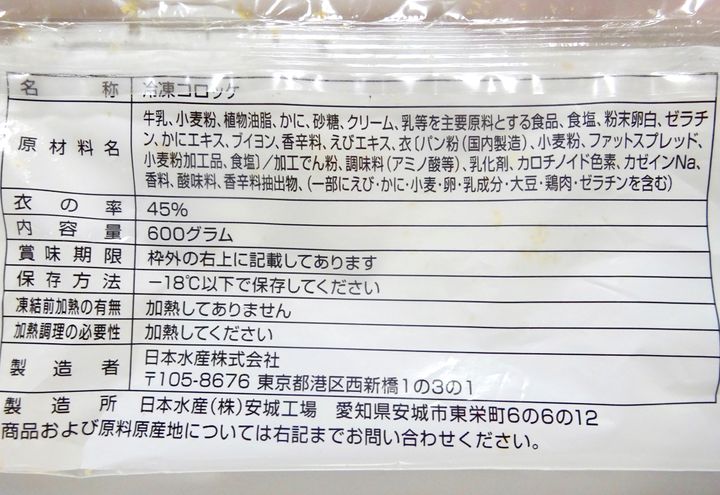 名称 冷凍コロッケ
原材料名 牛乳、小麦粉、植物油脂、かに、砂糖、クリーム、乳等を主要原料とする食品、食塩、粉末卵白、ゼラチ
ン、かにエキス、ブイヨン、香辛料、えびエキス、衣〔パン粉(国内製造)、小麦粉、ファットスプレッド、
小麦粉加工品、食塩〕/加工でん粉、調味料(アミノ酸等)、乳化剤、カロチノイド色素、カゼインNa、
香料、酸味料、香辛料抽出物、(一部にえび・かに・小麦・卵・乳成分・大豆・鶏肉・ゼラチンを含む)
衣の率 45%
内容量 600グラム
賞味期限 枠外の右上に記載してあります
保存方法 −18℃以下で保存してください
凍結前加熱の有無 加熱してありません
加熱調理の必要性 加熱してください
製造者 日本水産株式会社
〒105-8676 東京都港区西新橋1の3の1
製造所 日本水産(株)安城工場 愛知県安城市東栄町6の6の12
商品および原料原産地については右記までお問い合わせください。